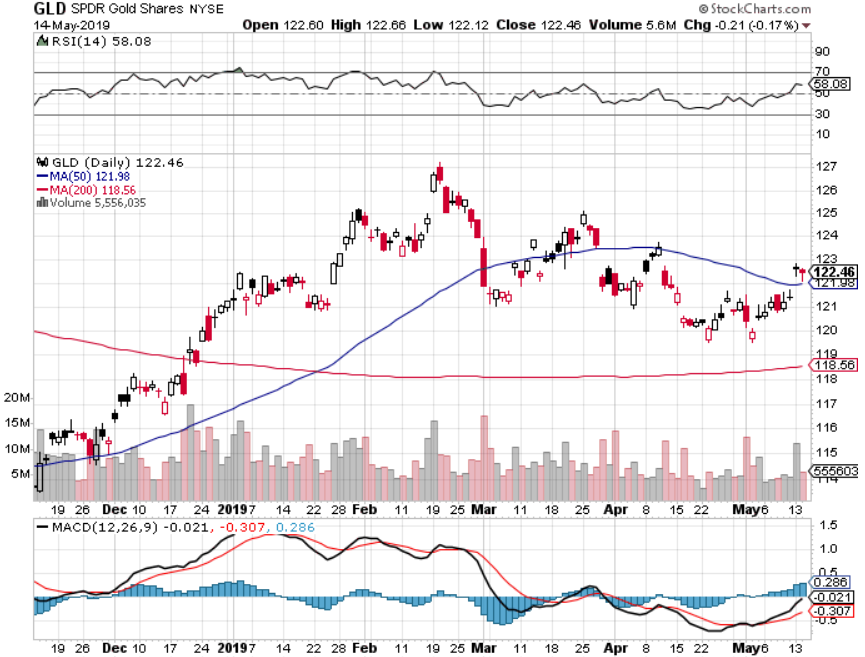 GLD SPDR Gold Shares NYSE
© StockCharts.com
14-May-2019
Open 122.60 High 122.66 Low 122.12 Close 122.46 Volume 5.6M Chg -0.21 (-0.17%)
RSI(14) 58.08
90
70
58.08
50
30
10
GLD (Daily) 122.46
MA(50) 121.98
MA(200) 118.56
Volume 5,556,035
127
126
125
124
123
122.46
121.98
121
120
119
118.56
118
117
116
115
114
20M
15M
10M
5M
555603
19 26 Dec 10 17 24 2019 7 14 22 28 Feb 11 19 25 Mar 11 18 25 Apr 8 15 22 May 6 13
MACD(12,26,9) -0.021, -0.307, 0.286
1.5
1.0
0.5
0.286
-0.021
-0.307
-0.5
19 26 Dec 10 17 24 2019 7 14 22 28 Feb 11 19 25 Mar 11 18 25 Apr 8 15 22 May 6 13